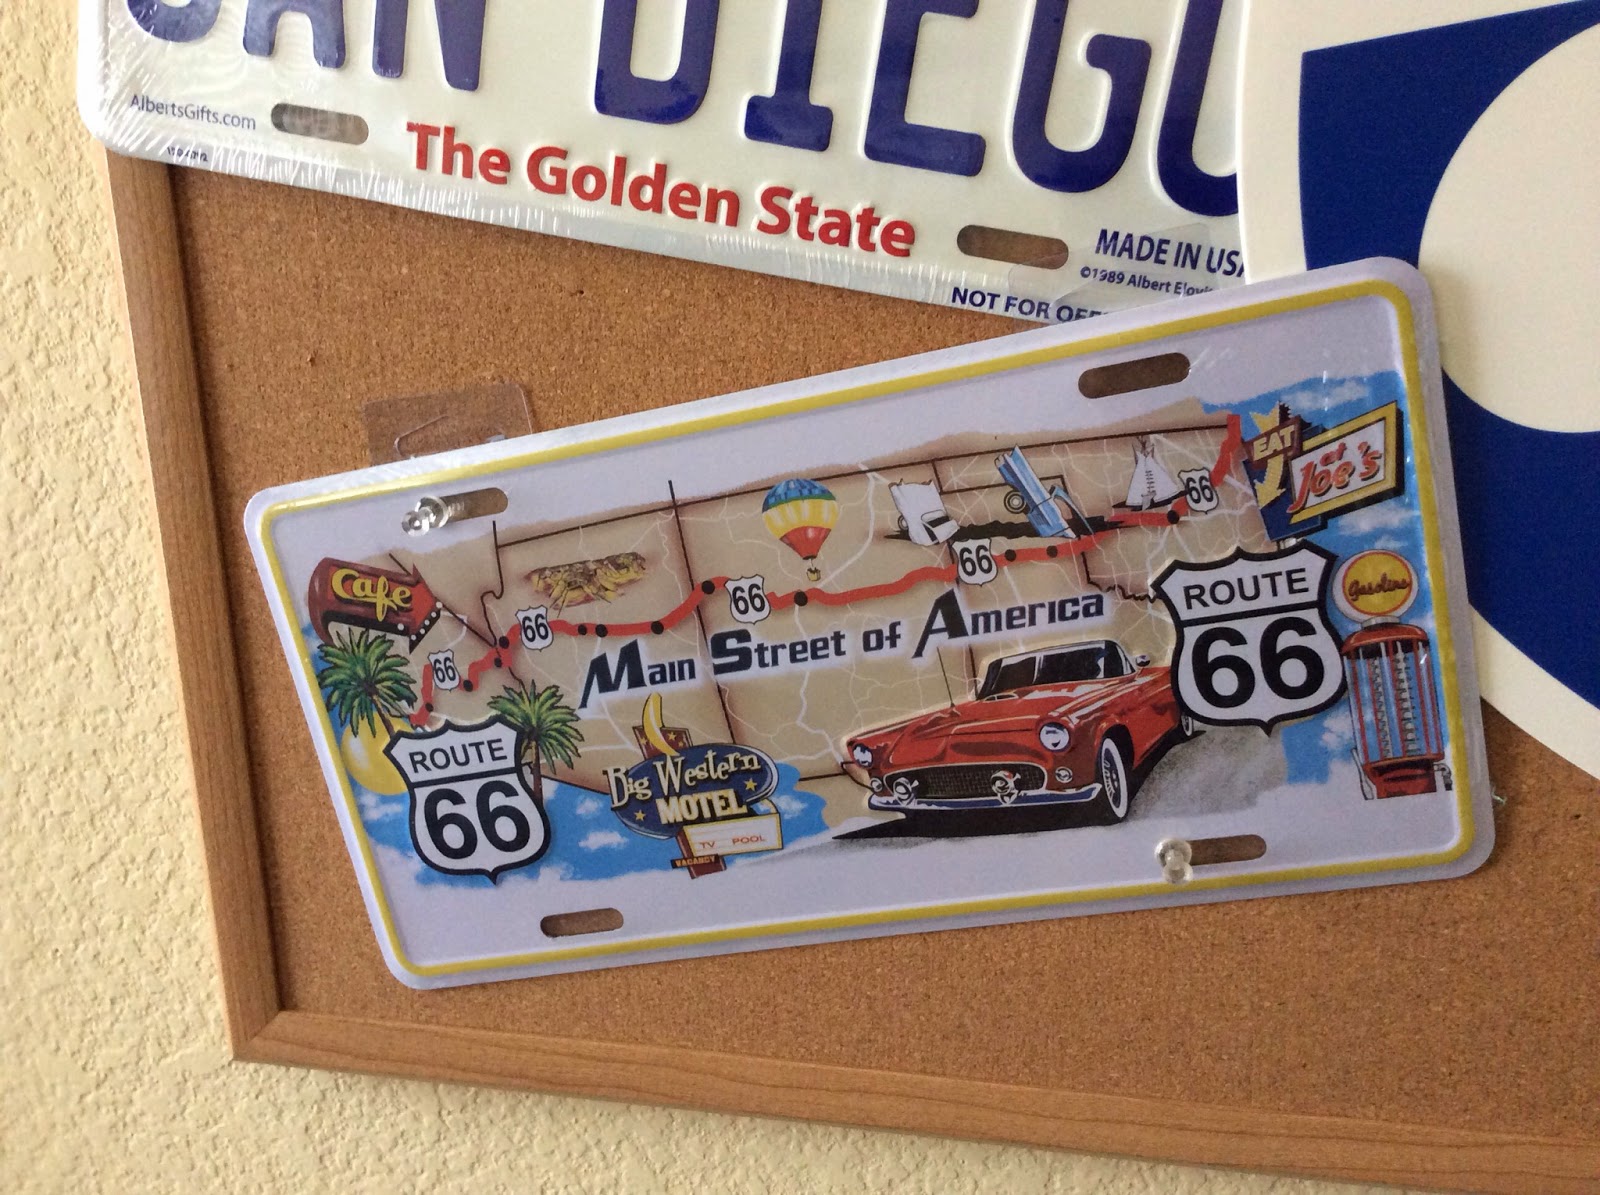 SAN DIEGO
AlbertsGifts.com
The Golden State
MADE IN USA
©1989 Albert
NOT FOR
EAT
at
Joe's
66
66
66
66
66
Cafe
Main Street of America
Gasoline
ROUTE
66
ROUTE
66
Big Western
MOTEL
TV POOL
VACANCY